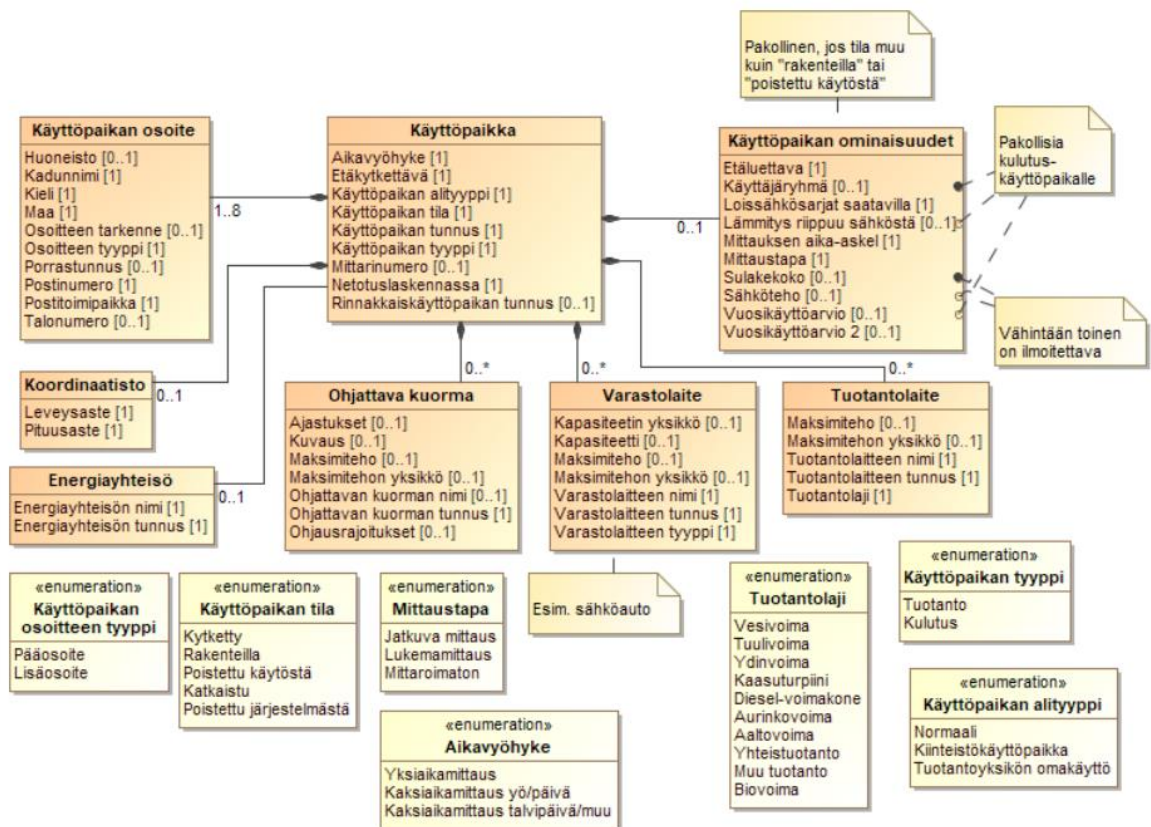 Pakollinen, jos tila muu
kuin "rakenteilla" tai
"poistettu käytöstä"
Käyttöpaikan osoite
Huoneisto [0..1]
Kadunnimi [1]
Kieli [1]
Maa [1]
Osoitteen tarkenne [0..1]
Osoitteen tyyppi [1]
Porrastunnus [0..1]
Postinumero [1]
Postitoimipaikka [1]
Talonumero [0..1]
1..8
Käyttöpaikka
Aikavyöhyke [1]
Etäkytkettävä [1]
Käyttöpaikan alityyppi [1]
Käyttöpaikan tila [1]
Käyttöpaikan tunnus [1]
Käyttöpaikan tyyppi [1]
Mittarinumero [0..1]
Netotuslaskennassa [1]
Rinnakkaiskäyttöpaikan tunnus [0..1]
0..1
Käyttöpaikan ominaisuudet
Etäluettava [1]
Käyttäjäryhmä [0..1]
Loissähkösarjat saatavilla [1]
Lämmitys riippuu sähköstä [0..1]
Mittauksen aika-askel [1]
Mittaustapa [1]
Sulakekoko [0..1]
Sähköteho [0..1]
Vuosikäyttöarvio [0..1]
Vuosikäyttöarvio 2 [0..1]
Pakollisia
kulutus-
käyttöpaikalle
Vähintään toinen
on ilmoitettava
Koordinaatisto
Leveysaste [1]
Pituusaste [1]
0..1
Energiayhteisö
Energiayhteisön nimi [1]
Energiayhteisön tunnus [1]
0..1
0..*
Ohjattava kuorma
Ajastukset [0..1]
Kuvaus [0..1]
Maksimiteho [0..1]
Maksimitehon yksikkö [0..1]
Ohjattavan kuorman nimi [0..1]
Ohjattavan kuorman tunnus [1]
Ohjausrajoitukset [0..1]
0..*
Varastolaite
Kapasiteetin yksikkö [0..1]
Kapasiteetti [0..1]
Maksimiteho [0..1]
Maksimitehon yksikkö [0..1]
Varastolaitteen nimi [1]
Varastolaitteen tunnus [1]
Varastolaitteen tyyppi [1]
0..*
Tuotantolaite
Maksimiteho [0..1]
Maksimitehon yksikkö [0..1]
Tuotantolaitteen nimi [1]
Tuotantolaitteen tunnus [1]
Tuotantolaji [1]
«enumeration»
Käyttöpaikan
osoitteen tyyppi
Pääosoite
Lisäosoite
«enumeration»
Käyttöpaikan tila
Kytketty
Rakenteilla
Poistettu käytöstä
Katkaistu
Poistettu järjestelmästä
«enumeration»
Mittaustapa
Jatkuva mittaus
Lukemamittaus
Mittaroimaton
Esim. sähköauto
«enumeration»
Tuotantolaji
Vesivoima
Tuulivoima
Ydinvoima
Kaasuturpiini
Diesel-voimakone
Aurinkovoima
Aaltovoima
Yhteistuotanto
Muu tuotanto
Biovoima
«enumeration»
Käyttöpaikan tyyppi
Tuotanto
Kulutus
«enumeration»
Käyttöpaikan alityyppi
Normaali
Kiinteistökäyttöpaikka
Tuotantoyksikön omakäyttö
«enumeration»
Aikavyöhyke
Yksiaikamittaus
Kaksiaikamittaus yö/päivä
Kaksiaikamittaus talvipäivä/muu